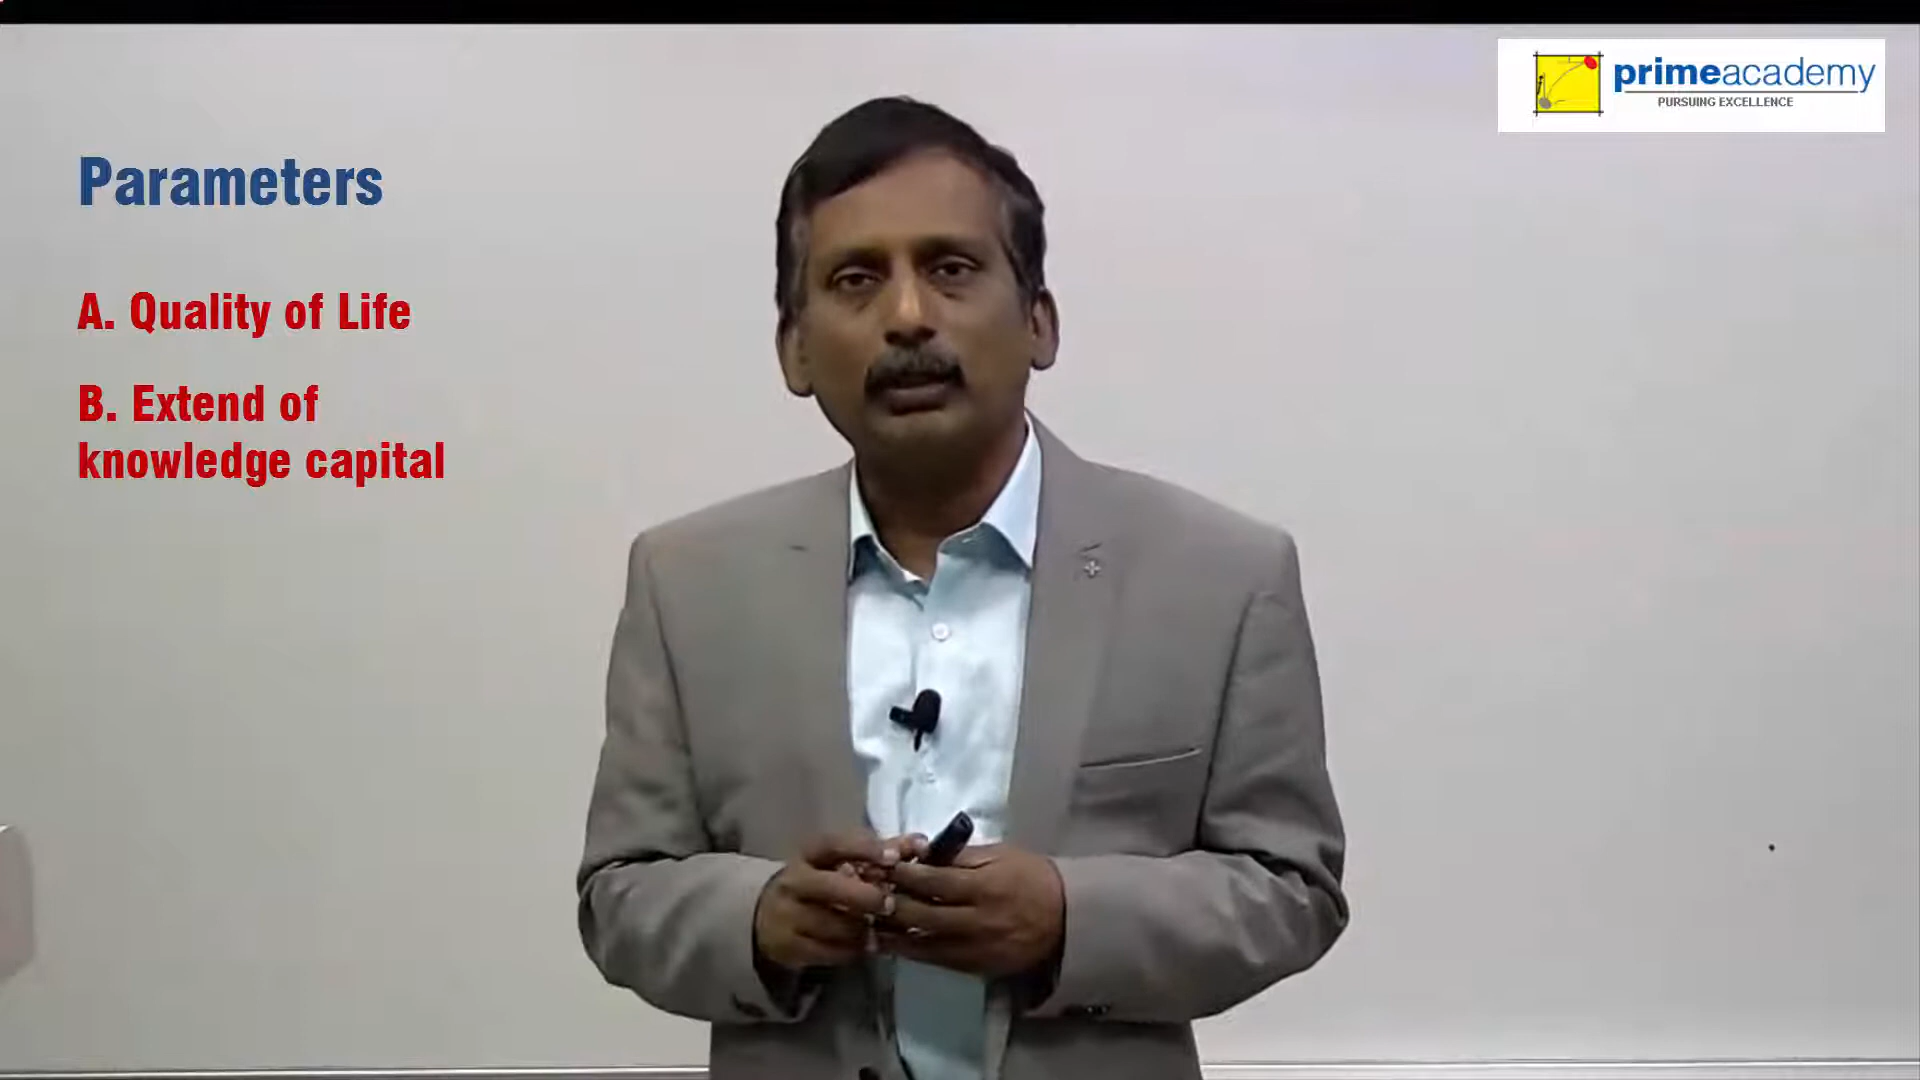 primeacademy
PURSUING EXCELLENCE
Parameters
A. Quality of Life
B. Extend of
knowledge capital